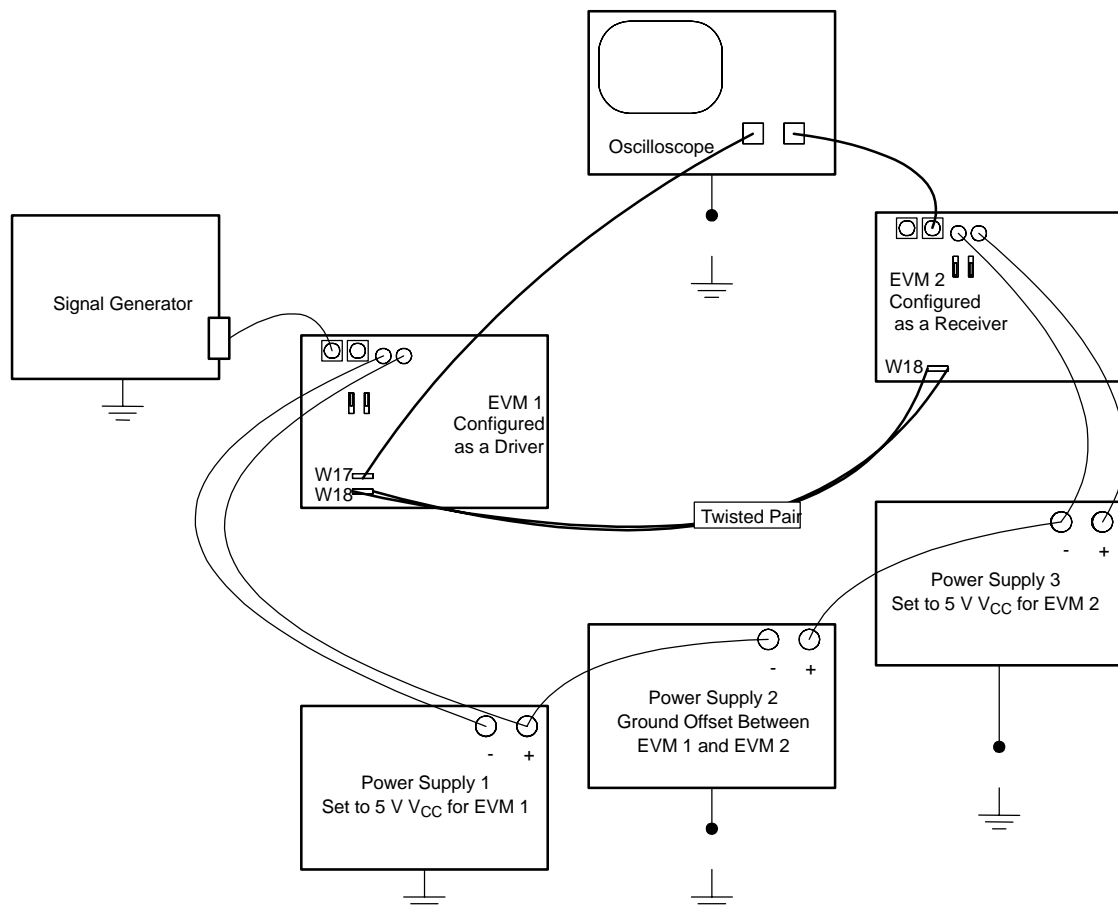 Oscilloscope
Signal Generator
EVM 2
Configured
as a Receiver
W18
EVM 1
Configured
as a Driver
W17
W18
Twisted Pair
- +
Power Supply 3
Set to 5 V VCC for EVM 2
- +
Power Supply 2
Ground Offset Between
EVM 1 and EVM 2
- +
Power Supply 1
Set to 5 V VCC for EVM 1